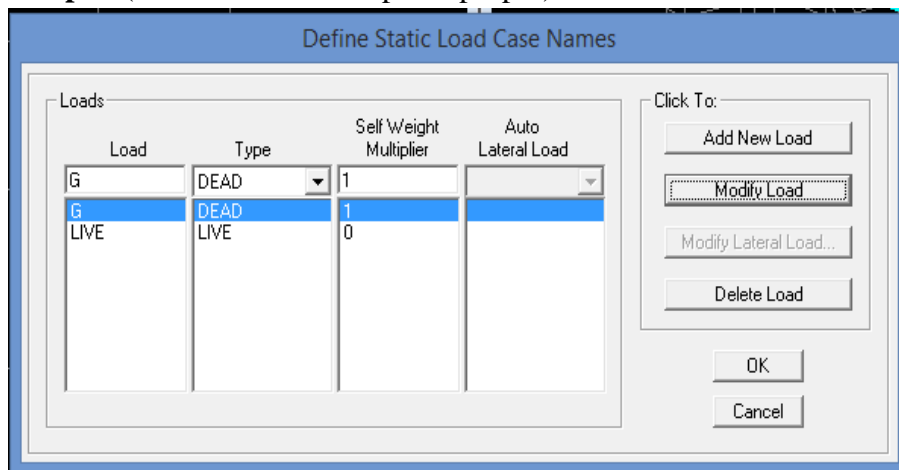 Define Static Load Case Names
Loads
Click To:
Load Type Self Weight Multiplier Auto Lateral Load
G DEAD 1
G DEAD 1
LIVE LIVE 0
Add New Load
Modify Load
Modify Lateral Load...
Delete Load
OK
Cancel